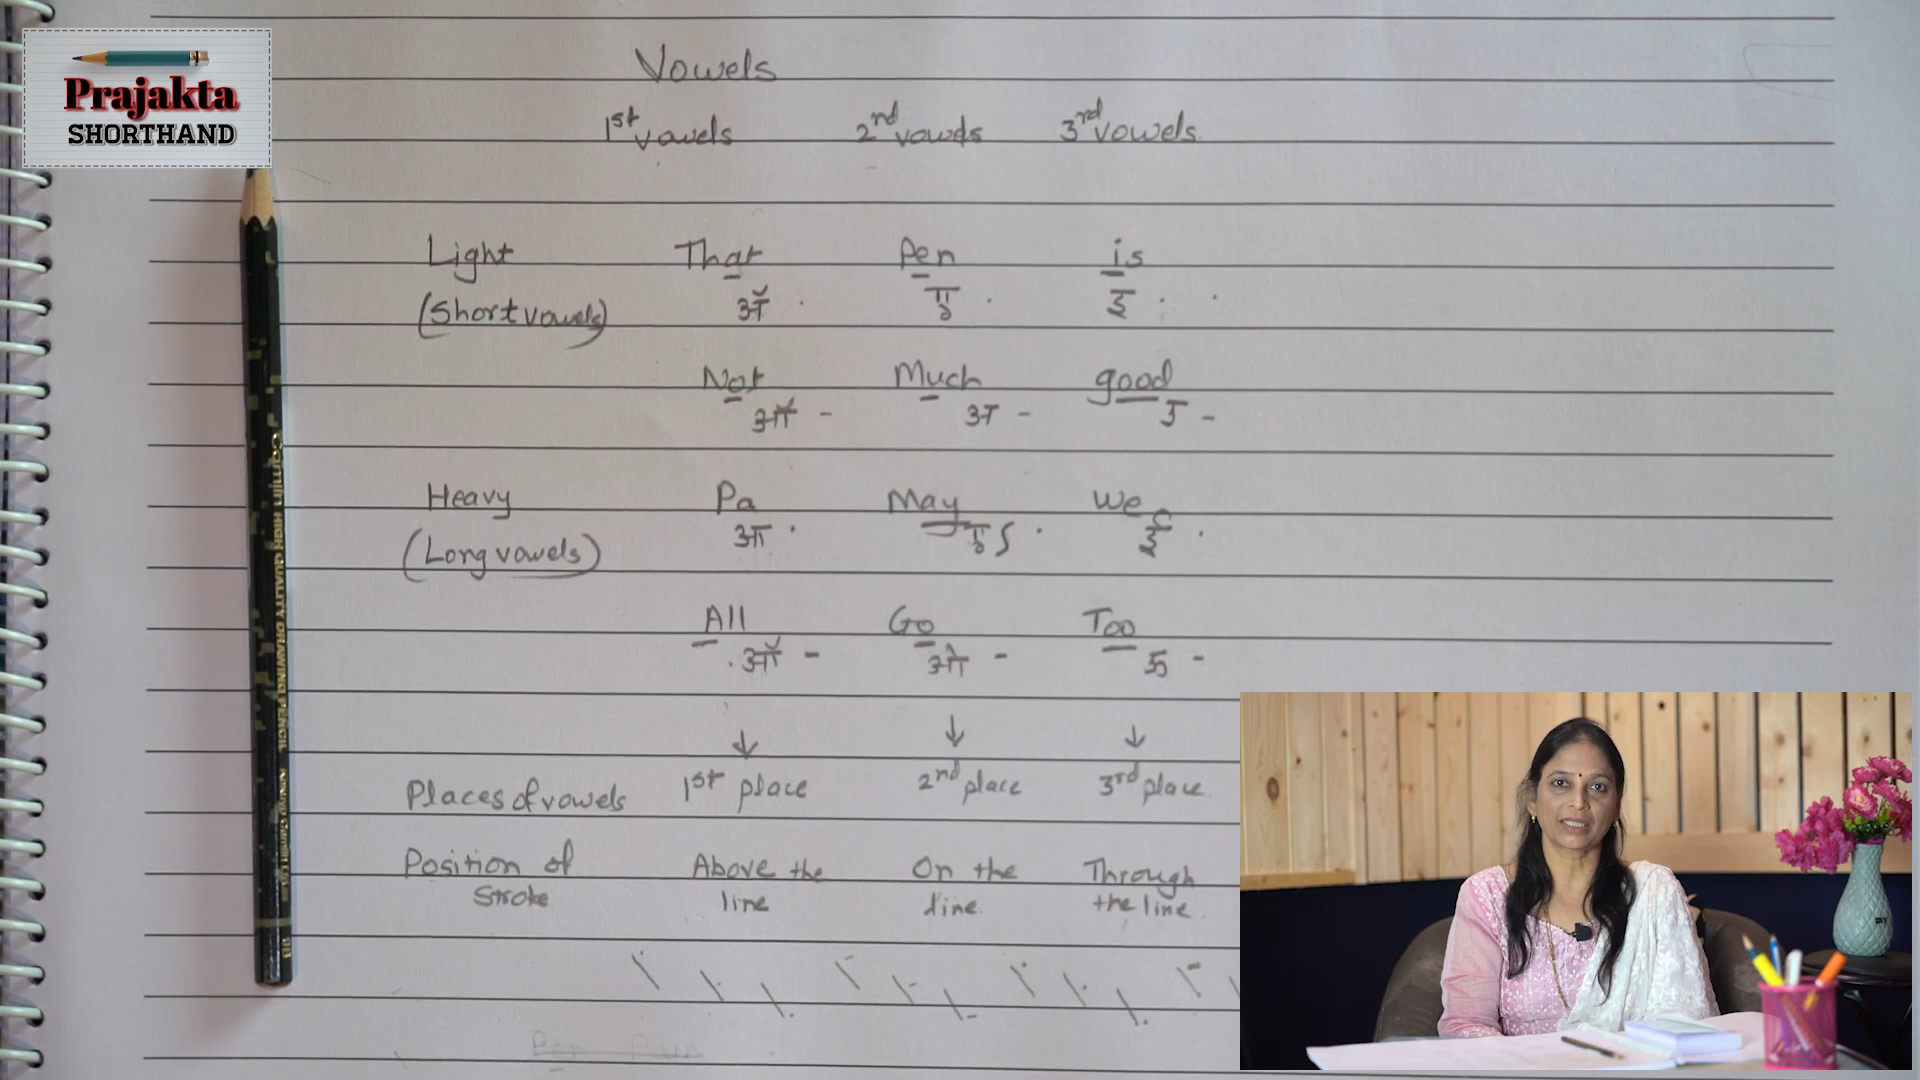 Prajakta
SHORTHAND
Vowels
1st vowels 2nd vowels 3rd vowels
Light That Pen is
(Short vowels) अॅ . ऐ . इ .
Not Much good
ऑ - अ - उ -
Heavy Pa May We
(Long vowels) आ . ऐ ऽ . ई .
All Go Too
ऑ - ओ - ऊ -
Places of vowels 1st place 2nd place 3rd place
Position of Above the On the Through
Stroke line line. the line.